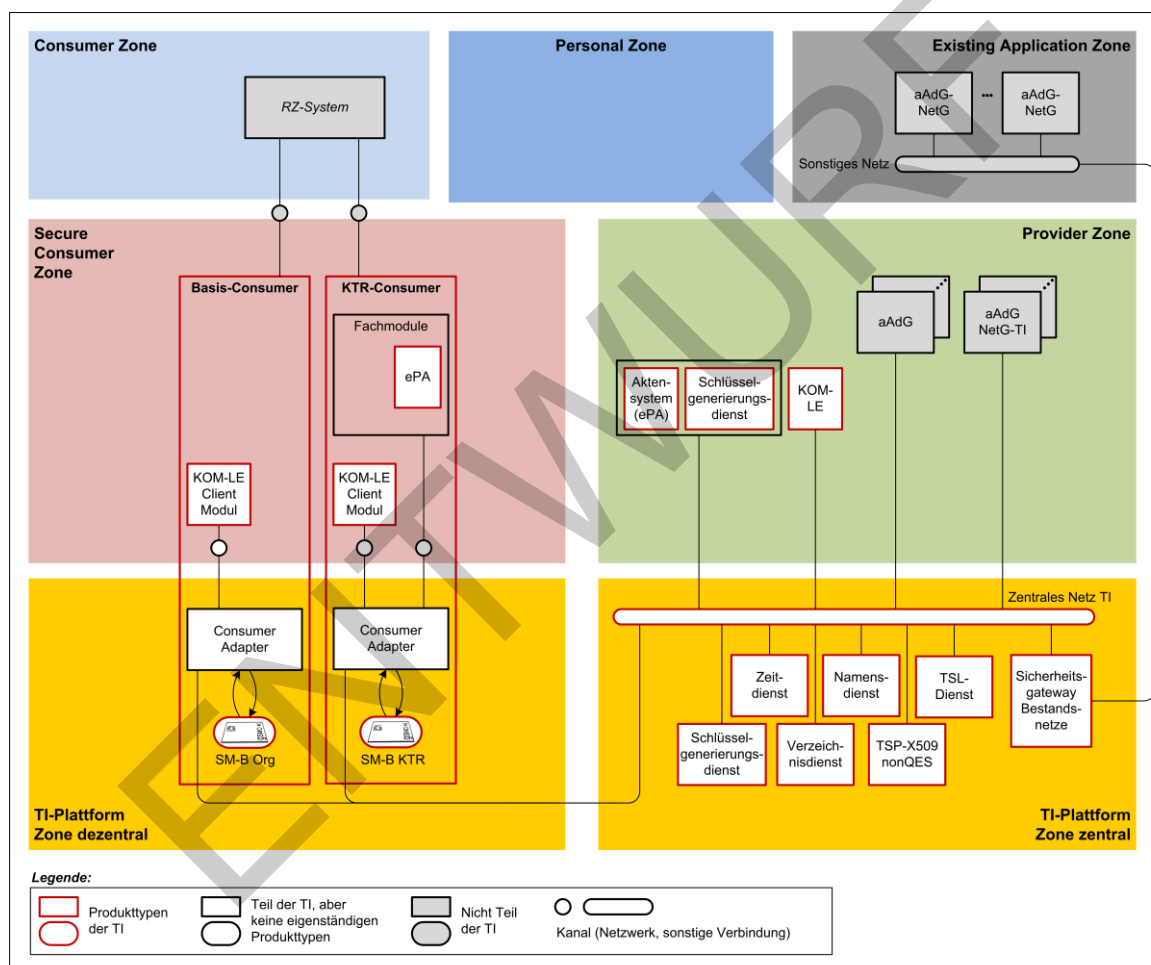 Consumer Zone
RZ-System
Personal Zone
Existing Application Zone
aAdG-
NetG
...
aAdG-
NetG
Sonstiges Netz
Secure
Consumer
Zone
Basis-Consumer
KTR-Consumer
Fachmodule
ePA
KOM-LE
Client
Modul
KOM-LE
Client
Modul
Provider Zone
aAdG
aAdG
NetG-TI
Akten-
system
(ePA)
Schlüssel-
generierungs-
dienst
KOM-
LE
Consumer
Adapter
Consumer
Adapter
SM-B Org
SM-B KTR
TI-Plattform
Zone dezentral
Zentrales Netz TI
Zeit-
dienst
Namens-
dienst
TSL-
Dienst
Sicherheits-
gateway
Bestands-
netze
Schlüssel-
generierungs-
dienst
Verzeich-
nisdienst
TSP-X509
nonQES
TI-Plattform
Zone zentral
ENTWURF
Legende:
Produkttypen
der TI
Teil der TI, aber
keine eigenständigen
Produkttypen
Nicht Teil
der TI
Kanal (Netzwerk, sonstige Verbindung)